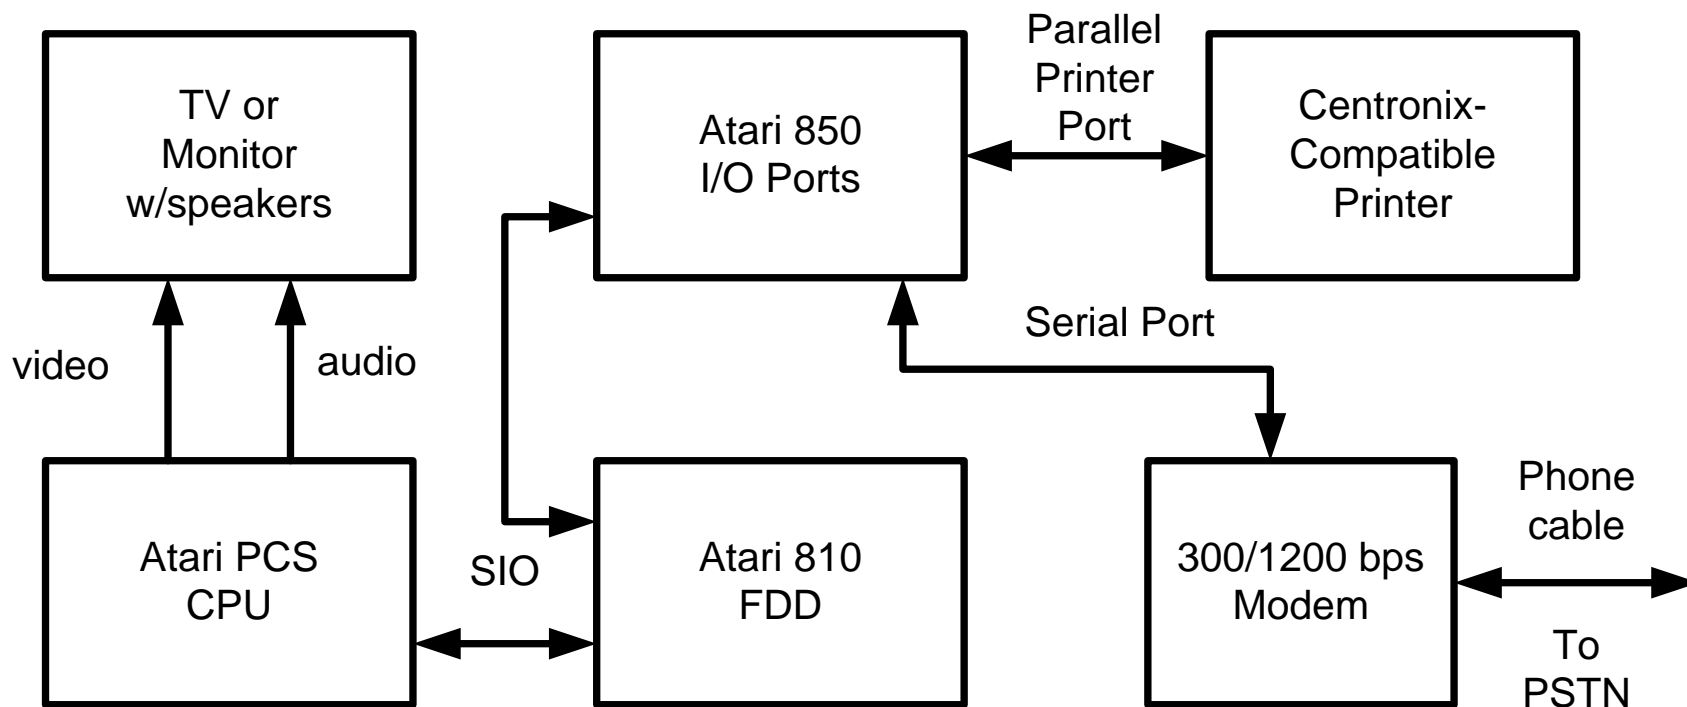 TV or
Monitor
w/speakers
Atari 850
I/O Ports
Parallel
Printer
Port
Centronix-
Compatible
Printer
video
audio
Serial Port
Atari PCS
CPU
SIO
Atari 810
FDD
300/1200 bps
Modem
Phone
cable
To
PSTN